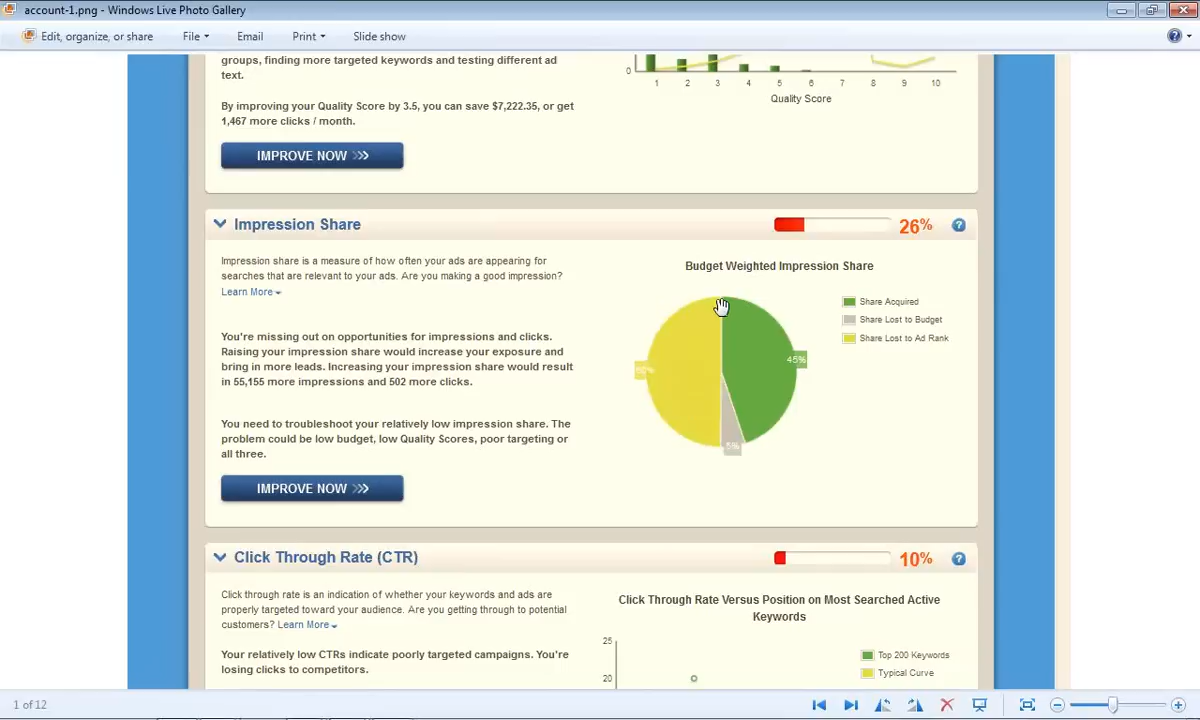 account-1.png - Windows Live Photo Gallery
Edit, organize, or share
File
Email
Print
Slide show
groups, finding more targeted keywords and testing different ad
text.
By improving your Quality Score by 3.5, you can save $7,222.35, or get
1,467 more clicks / month.
IMPROVE NOW >>>
0
1 2 3 4 5 6 7 8 9 10
Quality Score
Impression Share
26%
?
Impression share is a measure of how often your ads are appearing for
searches that are relevant to your ads. Are you making a good impression?
Learn More
You're missing out on opportunities for impressions and clicks.
Raising your impression share would increase your exposure and
bring in more leads. Increasing your impression share would result
in 55,155 more impressions and 502 more clicks.
You need to troubleshoot your relatively low impression share. The
problem could be low budget, low Quality Scores, poor targeting or
all three.
IMPROVE NOW >>>
Budget Weighted Impression Share
Share Acquired
Share Lost to Budget
Share Lost to Ad Rank
45%
5%
Click Through Rate (CTR)
10%
?
Click through rate is an indication of whether your keywords and ads are
properly targeted toward your audience. Are you getting through to potential
customers? Learn More
Your relatively low CTRs indicate poorly targeted campaigns. You're
losing clicks to competitors.
Click Through Rate Versus Position on Most Searched Active
Keywords
25
20
Top 200 Keywords
Typical Curve
1 of 12